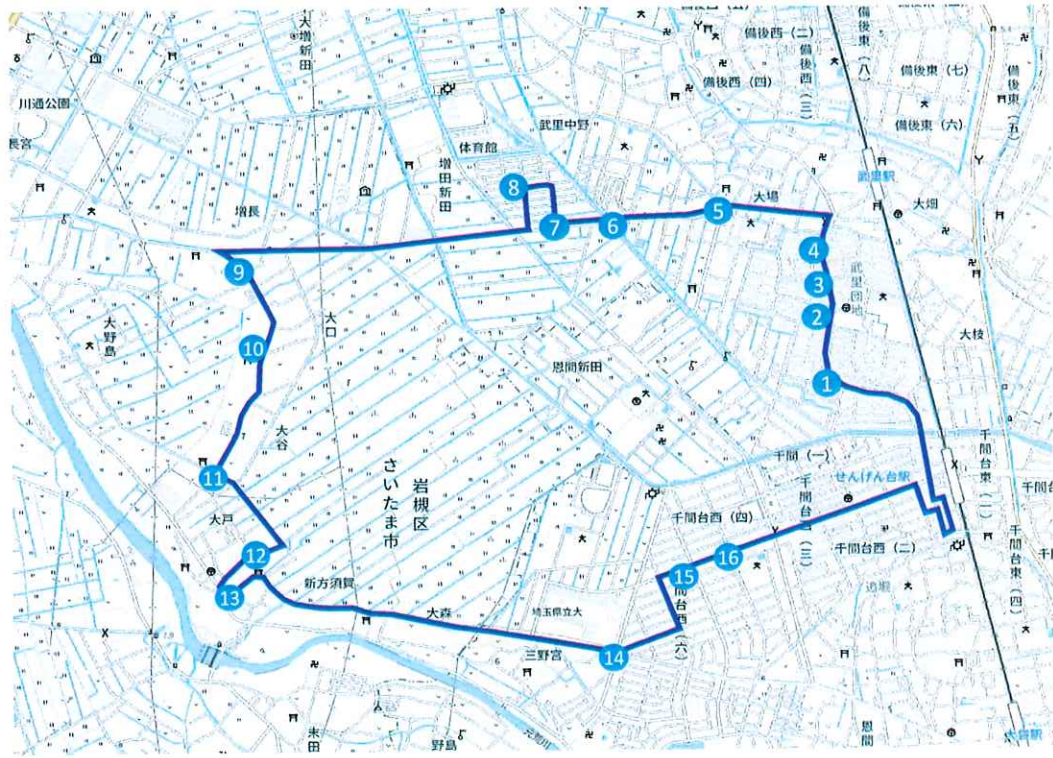 大増新田
備後西(二)
備後西(三)
備後東(八)
備後東(七)
備後東(五)
備後西(四)
備後東(六)
川通公園
長宮
武里中野
体育館
増田新田
8
5
大場
武里駅
大畑
増長
7
6
4
9
3
武里団地
2
大野島
大口
10
大枝
恩間新田
1
大谷
11
千間(一)
せんげん台駅
千間台東(一)
さいたま市
岩槻区
千間台西(四)
千間台西(三)
大戸
千間台西(二)
千間台東(四)
12
16
新方須賀
15
13
大森
埼玉県立大
千間台西(六)
三野宮
14
末田
野島
元荒川
恩間
大袋駅